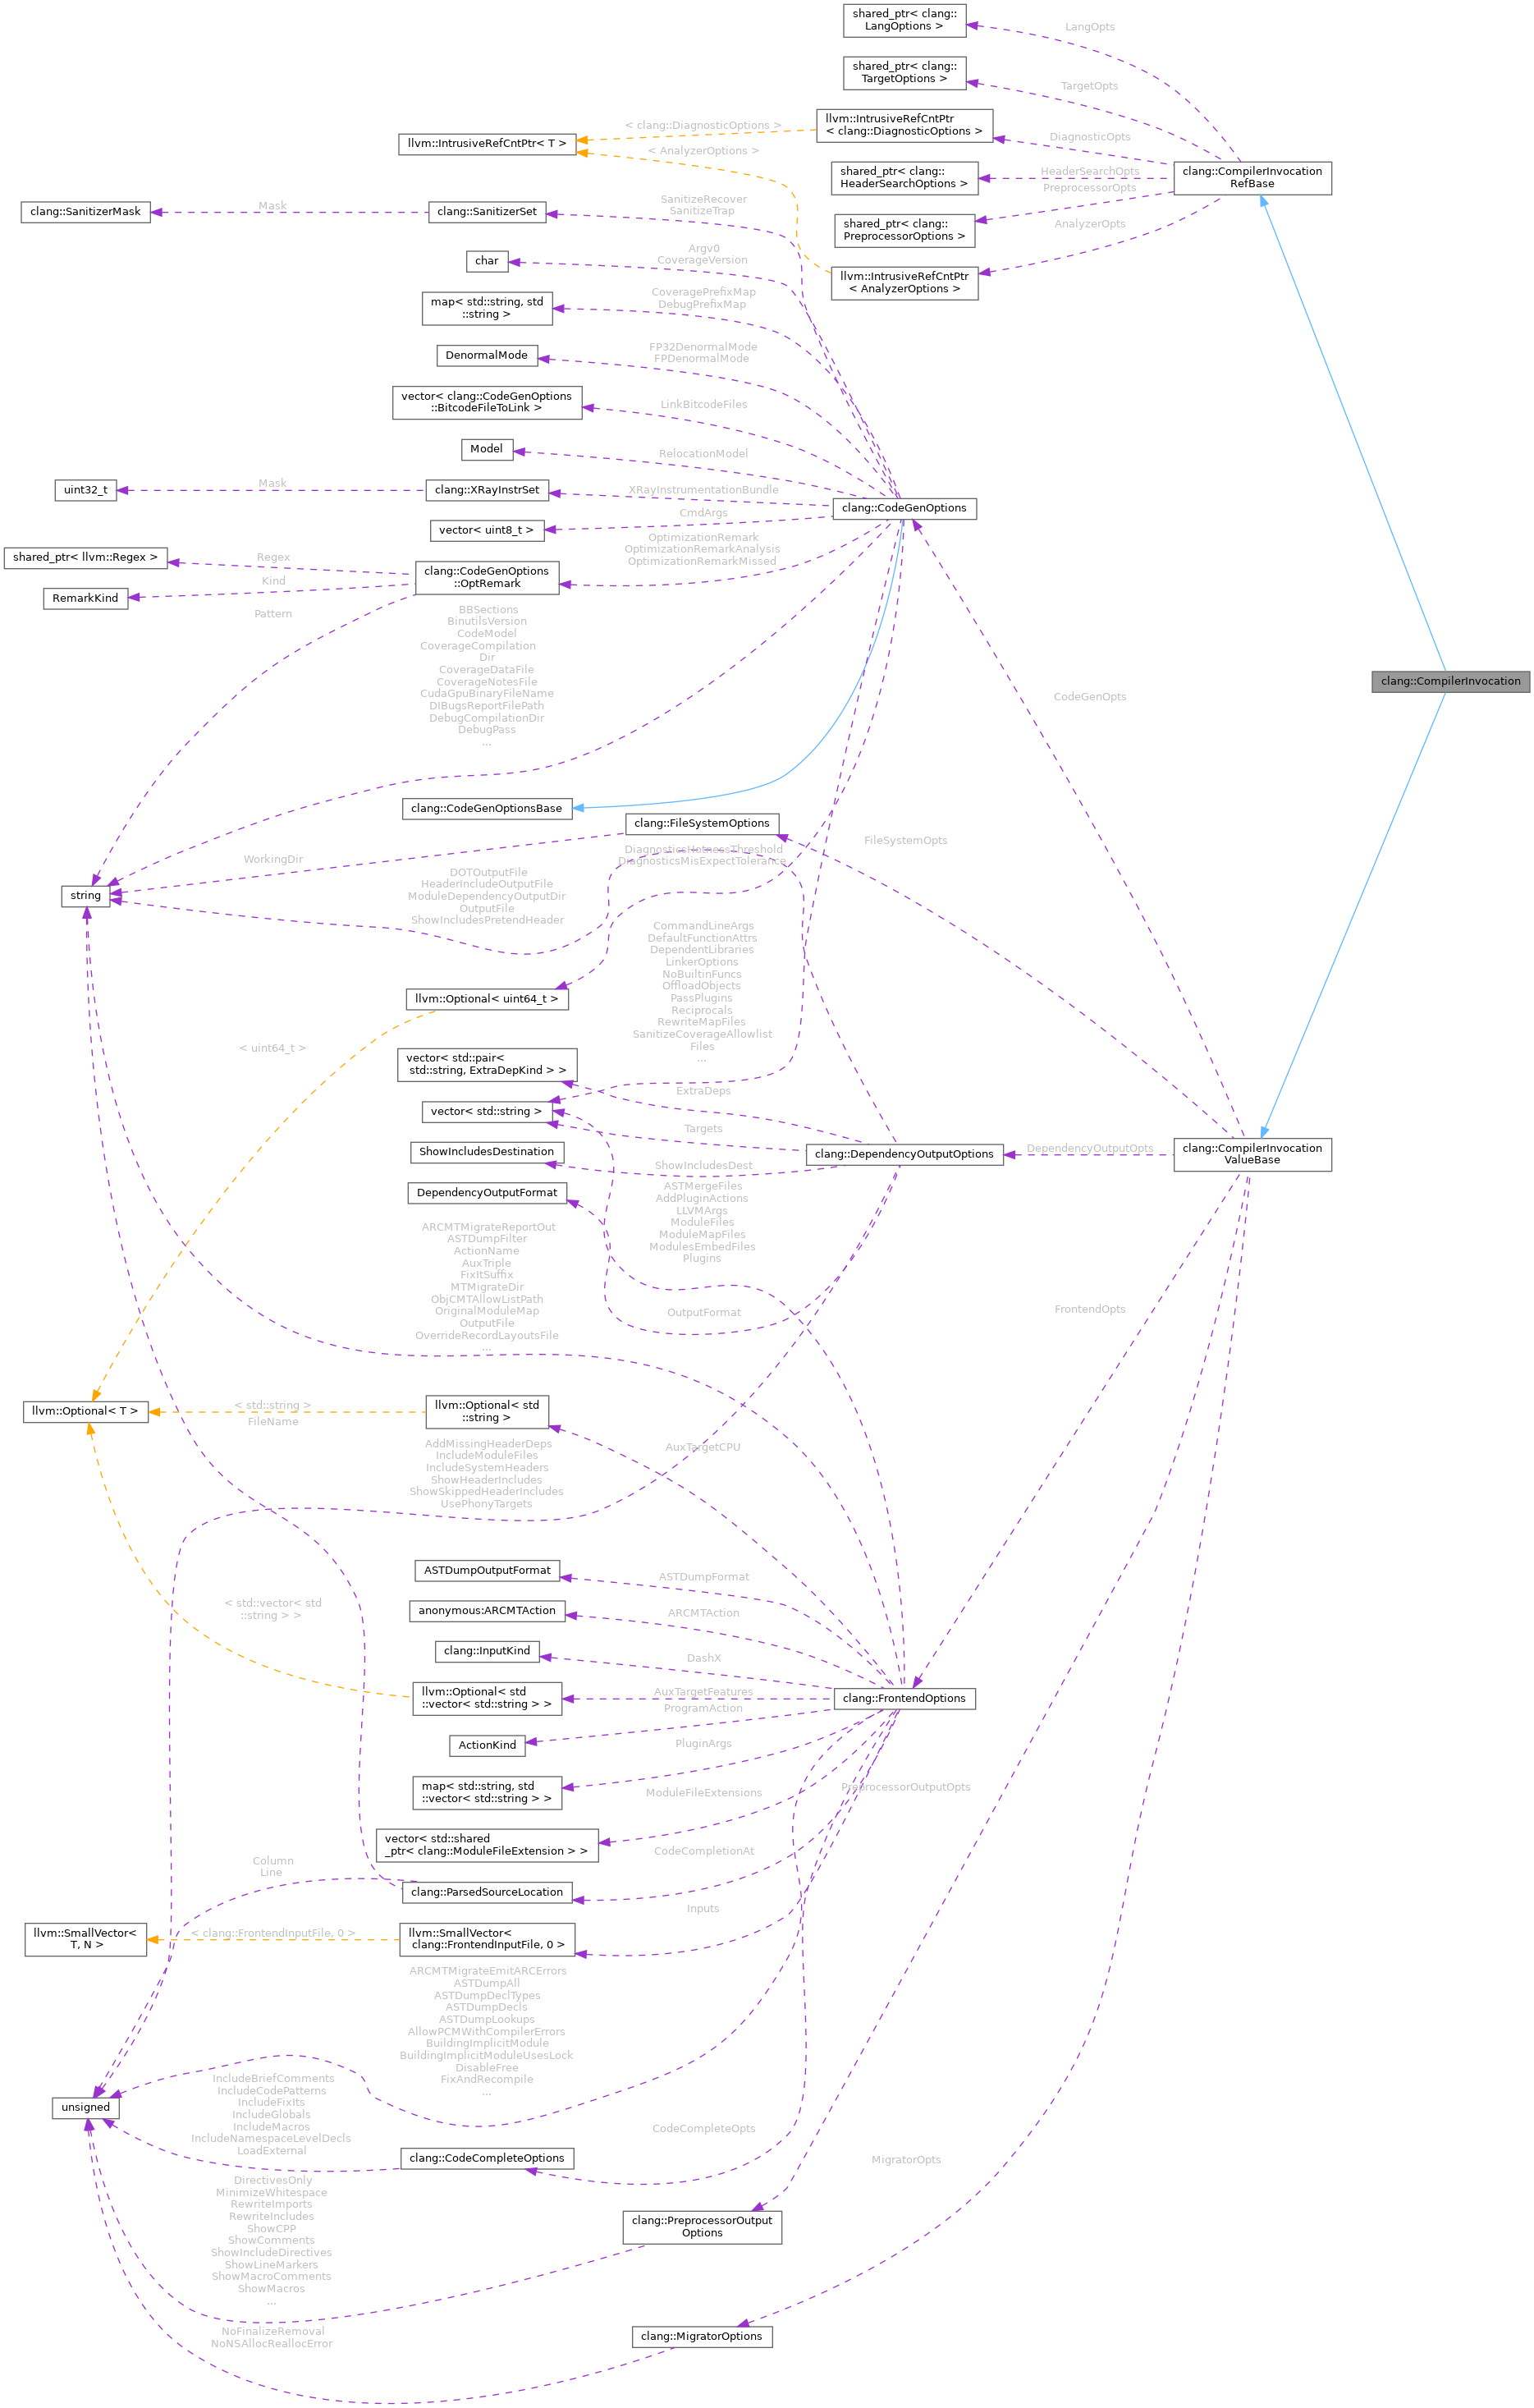 shared_ptr< clang::
LangOptions >
LangOpts
shared_ptr< clang::
TargetOptions >
TargetOpts
llvm::IntrusiveRefCntPtr
< clang::DiagnosticOptions >
< clang::DiagnosticOptions >
DiagnosticOpts
llvm::IntrusiveRefCntPtr< T >
< AnalyzerOptions >
shared_ptr< clang::
HeaderSearchOptions >
HeaderSearchOpts
PreprocessorOpts
clang::CompilerInvocation
RefBase
clang::SanitizerMask
Mask
clang::SanitizerSet
SanitizeRecover
SanitizeTrap
shared_ptr< clang::
PreprocessorOptions >
AnalyzerOpts
char
Argv0
CoverageVersion
llvm::IntrusiveRefCntPtr
< AnalyzerOptions >
map< std::string, std
::string >
CoveragePrefixMap
DebugPrefixMap
DenormalMode
FP32DenormalMode
FPDenormalMode
vector< clang::CodeGenOptions
::BitcodeFileToLink >
LinkBitcodeFiles
Model
RelocationModel
uint32_t
Mask
clang::XRayInstrSet
XRayInstrumentationBundle
clang::CodeGenOptions
vector< uint8_t >
CmdArgs
shared_ptr< llvm::Regex >
Regex
clang::CodeGenOptions
::OptRemark
OptimizationRemark
OptimizationRemarkAnalysis
OptimizationRemarkMissed
RemarkKind
Kind
Pattern
BBSections
BinutilsVersion
CodeModel
CoverageCompilation
Dir
CoverageDataFile
CoverageNotesFile
CudaGpuBinaryFileName
DIBugsReportFilePath
DebugCompilationDir
DebugPass
...
CodeGenOpts
clang::CompilerInvocation
clang::CodeGenOptionsBase
clang::FileSystemOptions
FileSystemOpts
WorkingDir
DiagnosticsHotnessThreshold
DiagnosticsMisExpectTolerance
string
DOTOutputFile
HeaderIncludeOutputFile
ModuleDependencyOutputDir
OutputFile
ShowIncludesPretendHeader
CommandLineArgs
DefaultFunctionAttrs
DependentLibraries
LinkerOptions
NoBuiltinFuncs
OffloadObjects
PassPlugins
Reciprocals
RewriteMapFiles
SanitizeCoverageAllowlist
Files
...
llvm::Optional< uint64_t >
< uint64_t >
vector< std::pair<
std::string, ExtraDepKind > >
ExtraDeps
vector< std::string >
Targets
ShowIncludesDestination
ShowIncludesDest
clang::DependencyOutputOptions
DependencyOutputOpts
clang::CompilerInvocation
ValueBase
DependencyOutputFormat
ASTMergeFiles
AddPluginActions
LLVMArgs
ModuleFiles
ModuleMapFiles
ModulesEmbedFiles
Plugins
ARCMTMigrateReportOut
ASTDumpFilter
ActionName
AuxTriple
FixItSuffix
MTMigrateDir
ObjCMTAllowListPath
OriginalModuleMap
OutputFile
OverrideRecordLayoutsFile
...
OutputFormat
FrontendOpts
llvm::Optional< T >
< std::string >
FileName
llvm::Optional< std
::string >
AuxTargetCPU
AddMissingHeaderDeps
IncludeModuleFiles
IncludeSystemHeaders
ShowHeaderIncludes
ShowSkippedHeaderIncludes
UsePhonyTargets
ASTDumpOutputFormat
ASTDumpFormat
< std::vector< std
::string > >
anonymous:ARCMTAction
ARCMTAction
clang::InputKind
DashX
llvm::Optional< std
::vector< std::string > >
AuxTargetFeatures
ProgramAction
clang::FrontendOptions
ActionKind
PluginArgs
map< std::string, std
::vector< std::string > >
ModuleFileExtensions
PreprocessorOutputOpts
vector< std::shared
_ptr< clang::ModuleFileExtension > >
CodeCompletionAt
Column
Line
clang::ParsedSourceLocation
Inputs
llvm::SmallVector<
T, N >
< clang::FrontendInputFile, 0 >
llvm::SmallVector<
clang::FrontendInputFile, 0 >
ARCMTMigrateEmitARCErrors
ASTDumpAll
ASTDumpDeclTypes
ASTDumpDecls
ASTDumpLookups
AllowPCMWithCompilerErrors
BuildingImplicitModule
BuildingImplicitModuleUsesLock
DisableFree
FixAndRecompile
...
unsigned
IncludeBriefComments
IncludeCodePatterns
IncludeFixIts
IncludeGlobals
IncludeMacros
IncludeNamespaceLevelDecls
LoadExternal
clang::CodeCompleteOptions
CodeCompleteOpts
MigratorOpts
DirectivesOnly
MinimizeWhitespace
RewriteImports
RewriteIncludes
ShowCPP
ShowComments
ShowIncludeDirectives
ShowLineMarkers
ShowMacroComments
ShowMacros
...
clang::PreprocessorOutput
Options
NoFinalizeRemoval
NoNSAllocReallocError
clang::MigratorOptions